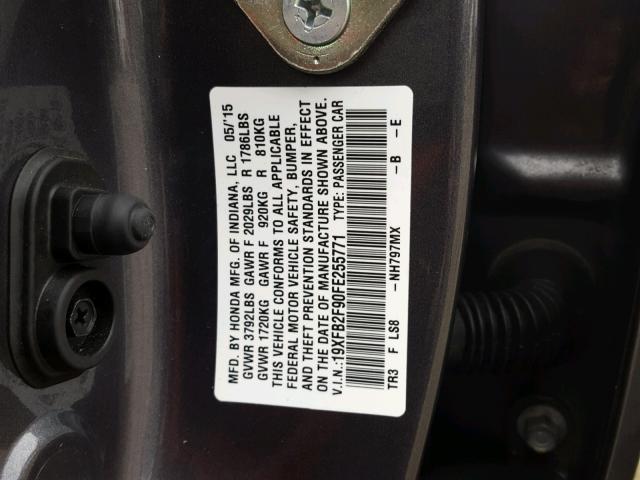 MFD. BY HONDA MFG. OF INDIANA, LLC 05/'15
GVWR 3792LBS GAWR F 2029LBS R 1786LBS
GVWR 1720KG GAWR F 920KG R 810KG
THIS VEHICLE CONFORMS TO ALL APPLICABLE
FEDERAL MOTOR VEHICLE SAFETY, BUMPER,
AND THEFT PREVENTION STANDARDS IN EFFECT
ON THE DATE OF MANUFACTURE SHOWN ABOVE.
V.I.N.:19XFB2F90FE255771 TYPE: PASSENGER CAR
TR3 F LS8 -NH797MX -B -E